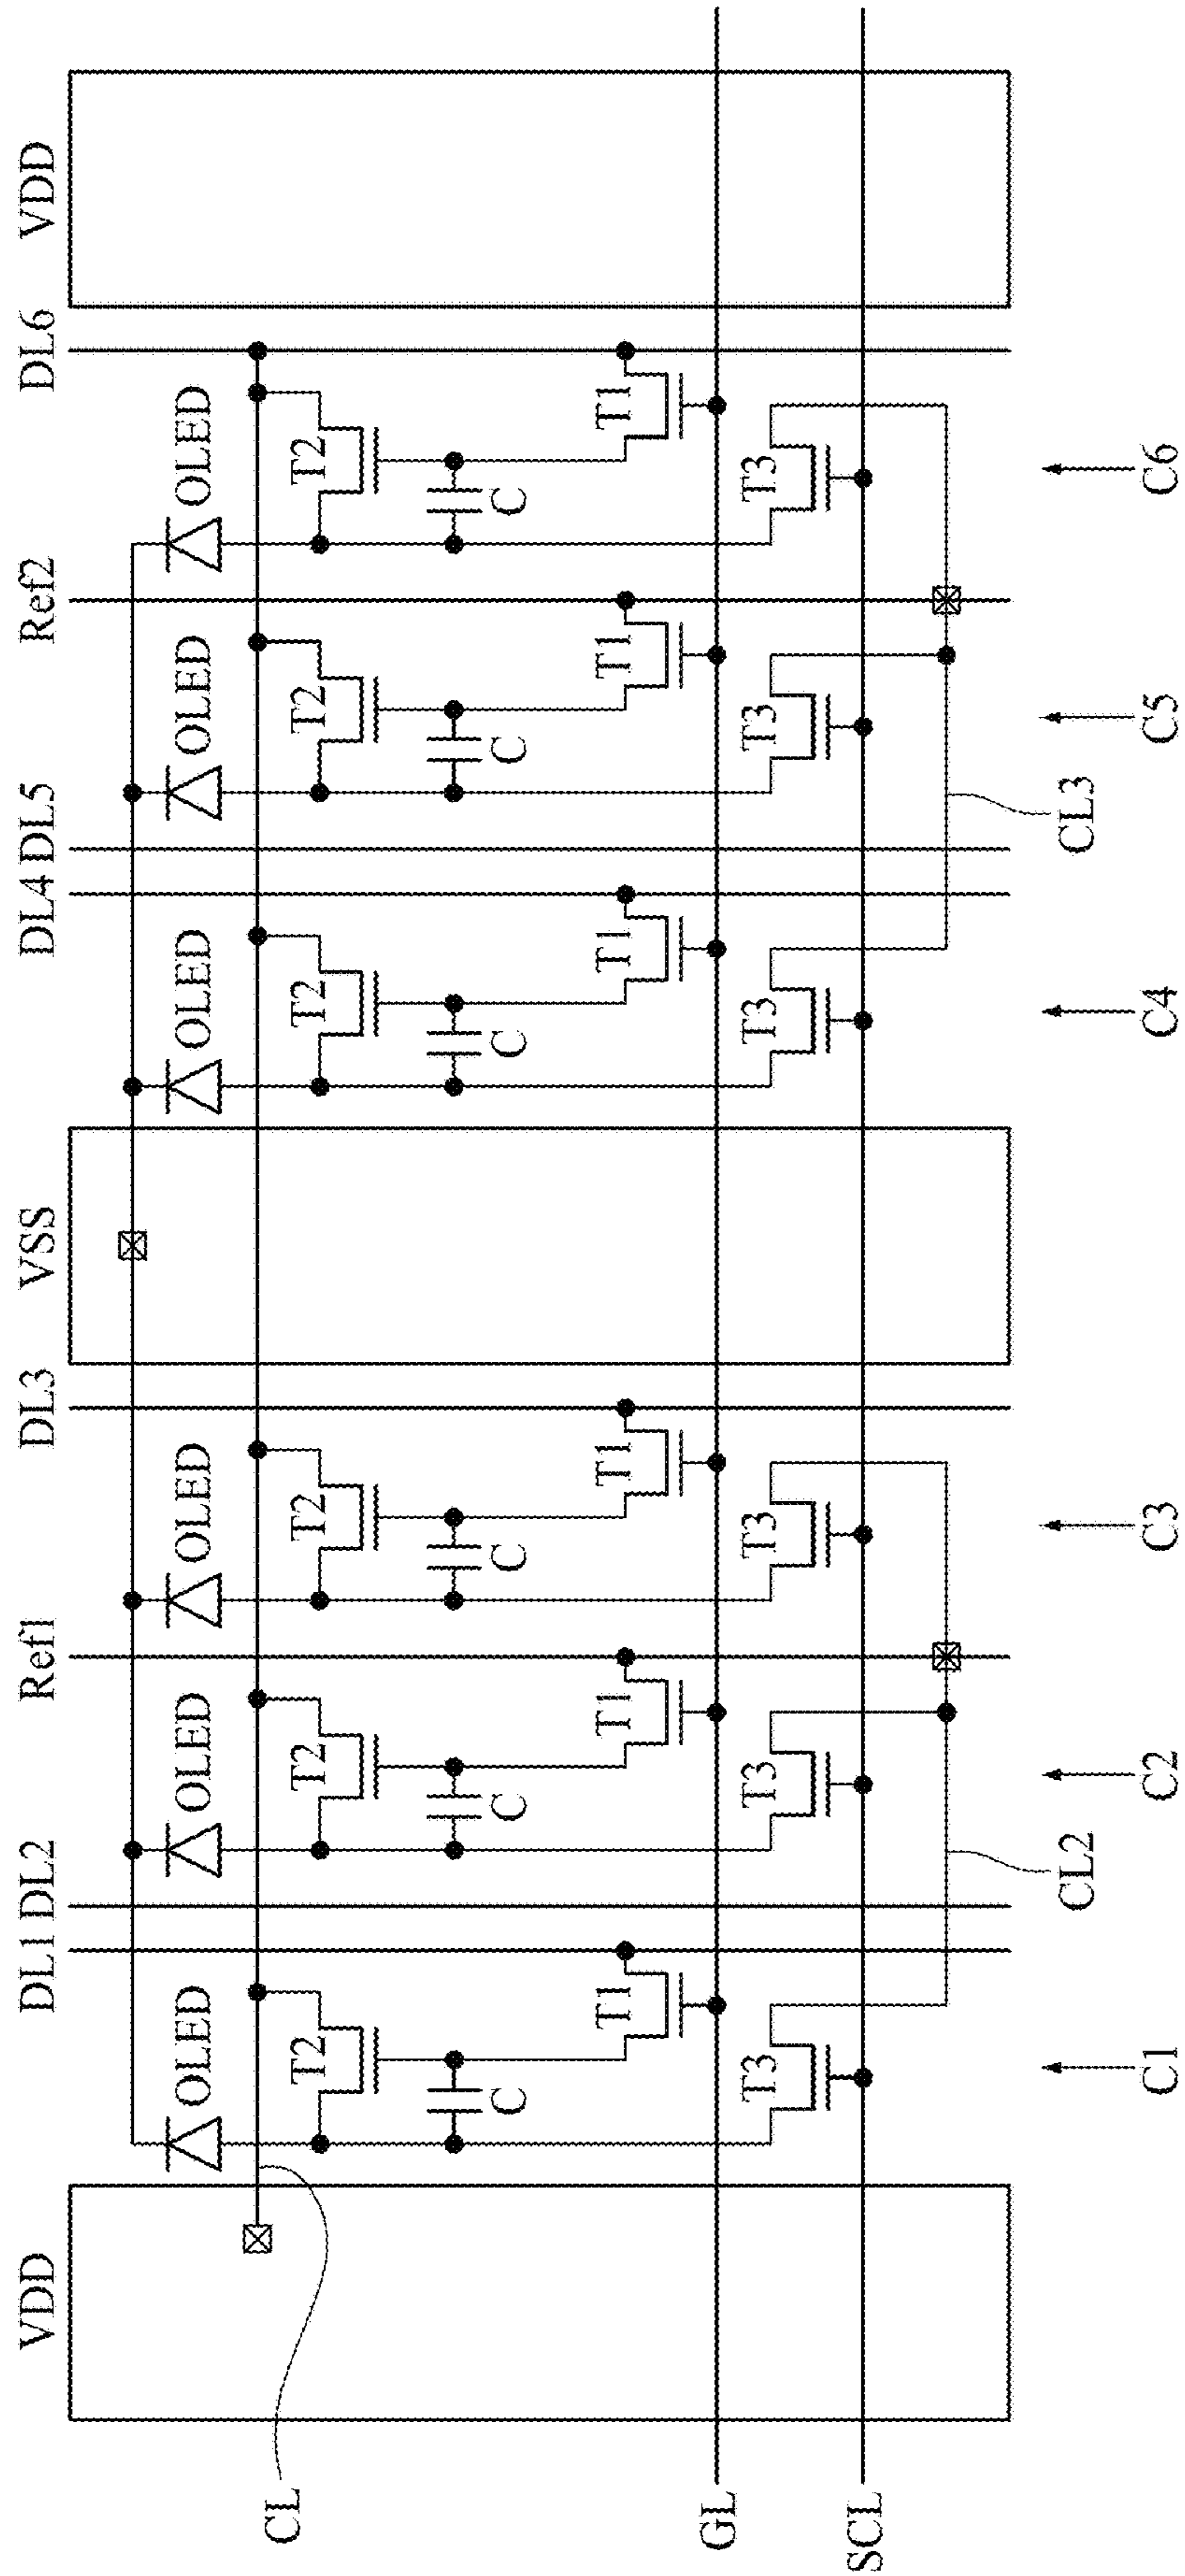 VDD DL1 DL2 Ref1 DL3 VSS DL4 DL5 Ref2 DL6 VDD
OLED OLED OLED OLED OLED OLED
CL
T2 T2 T2 T2 T2 T2
C C C C C C
T1 T1 T1 T1 T1 T1
GL
T3 T3 T3 T3 T3 T3
SCL
CL2 CL3
C1 C2 C3 C4 C5 C6